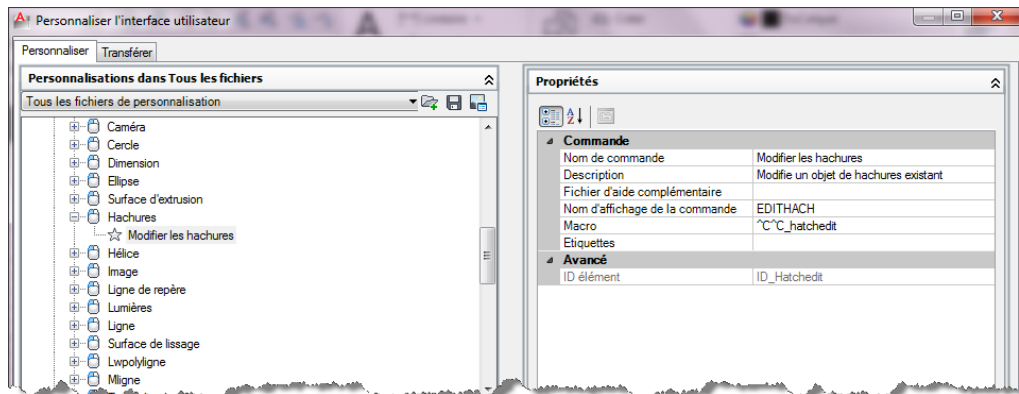 Personnaliser l'interface utilisateur
Personnaliser
Transférer
Personnalisations dans Tous les fichiers
Tous les fichiers de personnalisation
Caméra
Cercle
Dimension
Ellipse
Surface d'extrusion
Hachures
Modifier les hachures
Hélice
Image
Ligne de repère
Lumières
Ligne
Surface de lissage
Lwpolyligne
Mligne
Propriétés
Commande
Nom de commande Modifier les hachures
Description Modifie un objet de hachures existant
Fichier d'aide complémentaire
Nom d'affichage de la commande EDITHACH
Macro ^C^C_hatchedit
Etiquettes
Avancé
ID élément ID_Hatchedit